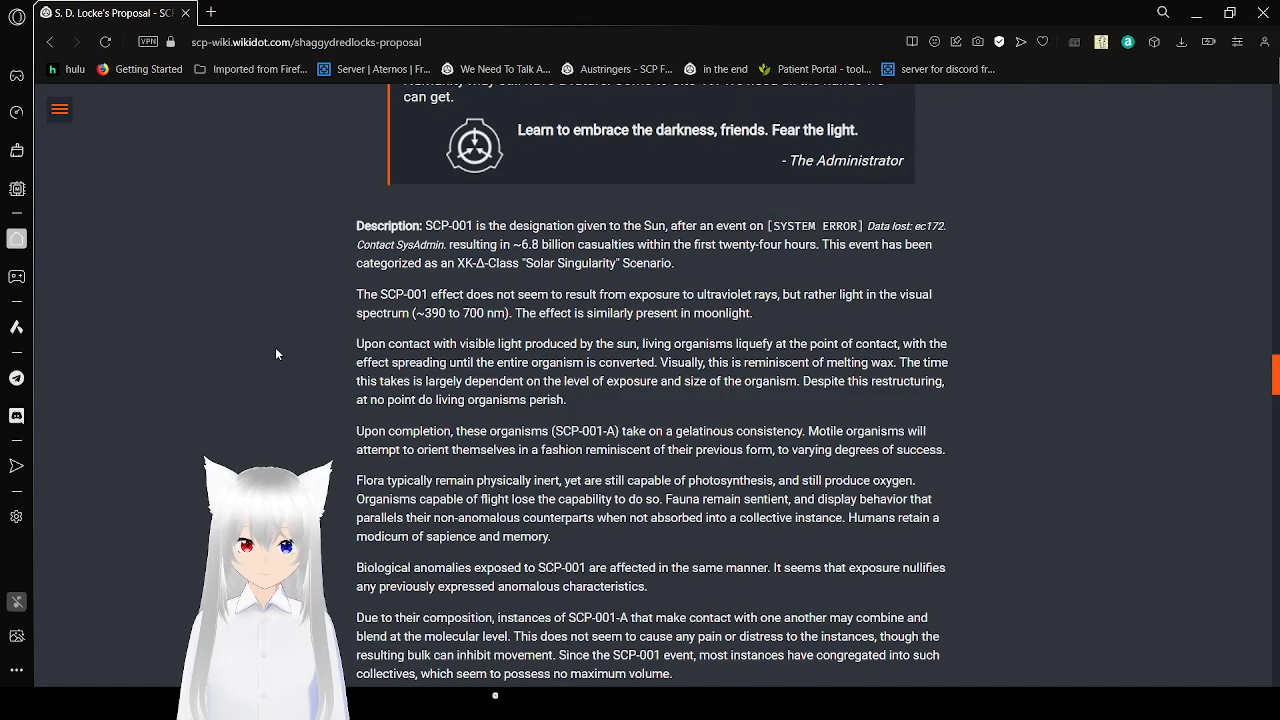 S. D. Locke's Proposal - SCP
scp-wiki.wikidot.com/shaggydredlocks-proposal
VPN
hulu
Getting Started
Imported from Firef...
Server | Aternos | Fr...
We Need To Talk A...
Austringers - SCP F...
in the end
Patient Portal - tool...
server for discord fr...
can get.
Learn to embrace the darkness, friends. Fear the light.
- The Administrator
Description: SCP-001 is the designation given to the Sun, after an event on [SYSTEM ERROR] Data lost: ec172.
Contact SysAdmin. resulting in ~6.8 billion casualties within the first twenty-four hours. This event has been
categorized as an XK-Δ-Class "Solar Singularity" Scenario.
The SCP-001 effect does not seem to result from exposure to ultraviolet rays, but rather light in the visual
spectrum (~390 to 700 nm). The effect is similarly present in moonlight.
Upon contact with visible light produced by the sun, living organisms liquefy at the point of contact, with the
effect spreading until the entire organism is converted. Visually, this is reminiscent of melting wax. The time
this takes is largely dependent on the level of exposure and size of the organism. Despite this restructuring,
at no point do living organisms perish.
Upon completion, these organisms (SCP-001-A) take on a gelatinous consistency. Motile organisms will
attempt to orient themselves in a fashion reminiscent of their previous form, to varying degrees of success.
Flora typically remain physically inert, yet are still capable of photosynthesis, and still produce oxygen.
Organisms capable of flight lose the capability to do so. Fauna remain sentient, and display behavior that
parallels their non-anomalous counterparts when not absorbed into a collective instance. Humans retain a
modicum of sapience and memory.
Biological anomalies exposed to SCP-001 are affected in the same manner. It seems that exposure nullifies
any previously expressed anomalous characteristics.
Due to their composition, instances of SCP-001-A that make contact with one another may combine and
blend at the molecular level. This does not seem to cause any pain or distress to the instances, though the
resulting bulk can inhibit movement. Since the SCP-001 event, most instances have congregated into such
collectives, which seem to possess no maximum volume.